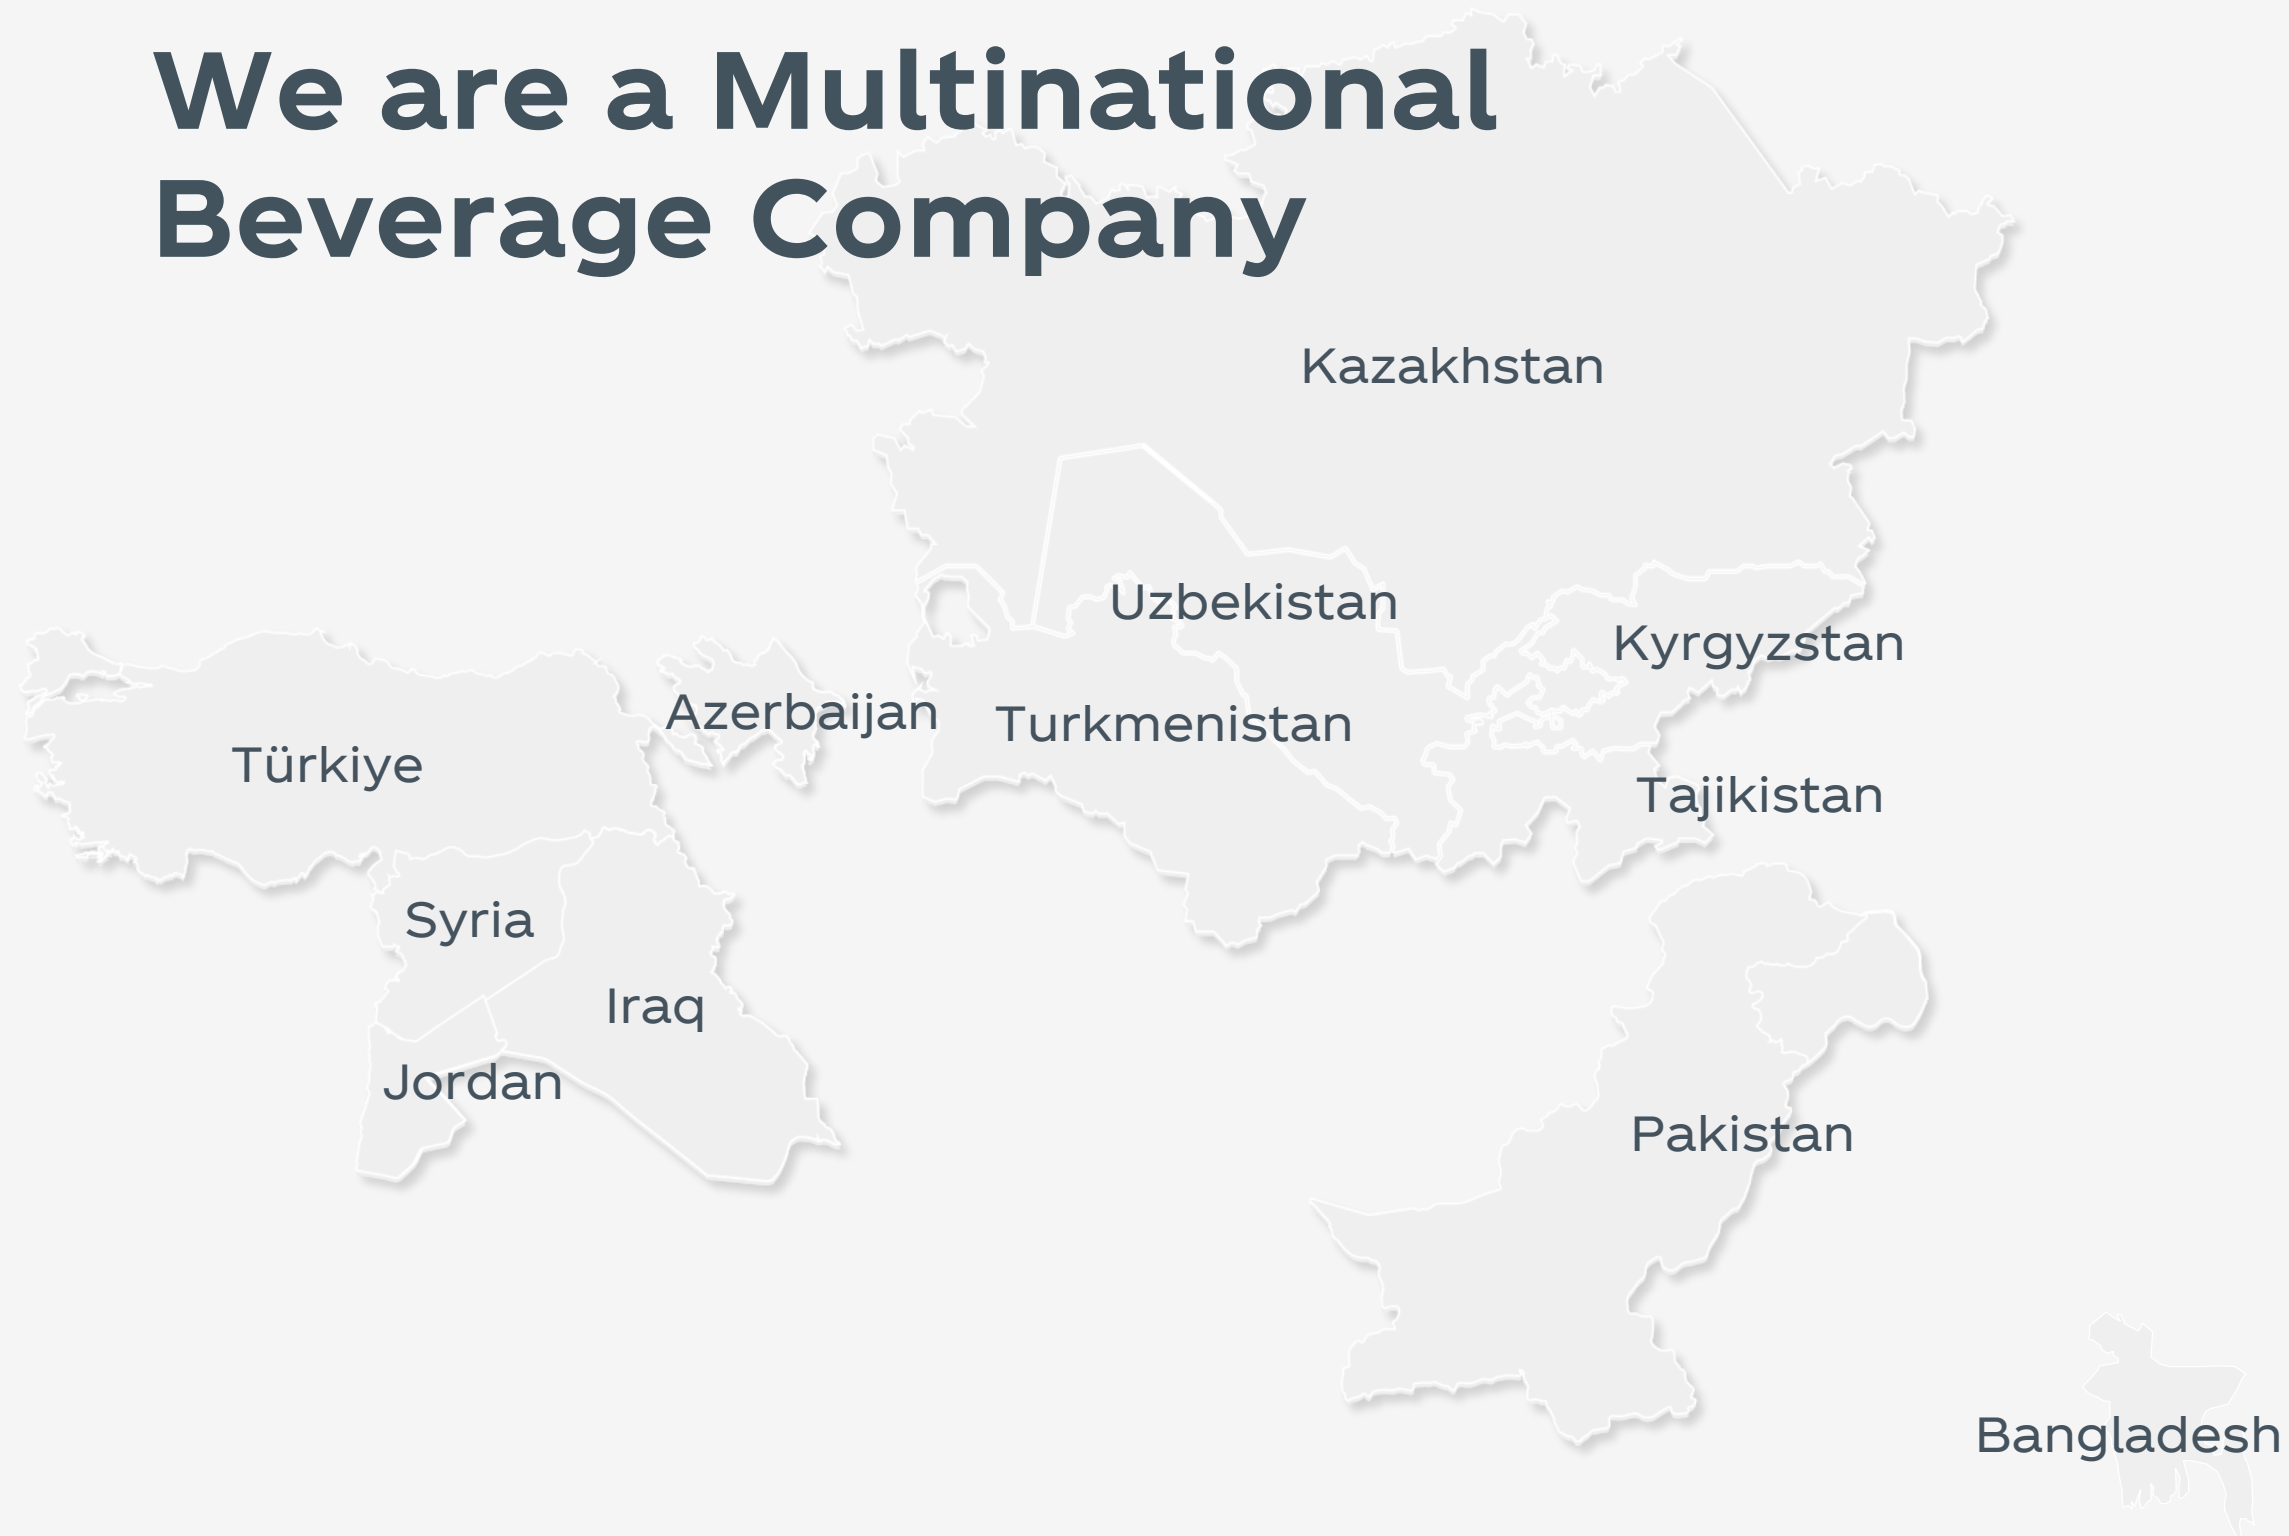 We are a Multinational
Beverage Company
Kazakhstan
Uzbekistan
Kyrgyzstan
Azerbaijan
Turkmenistan
Türkiye
Tajikistan
Syria
Iraq
Jordan
Pakistan
Bangladesh